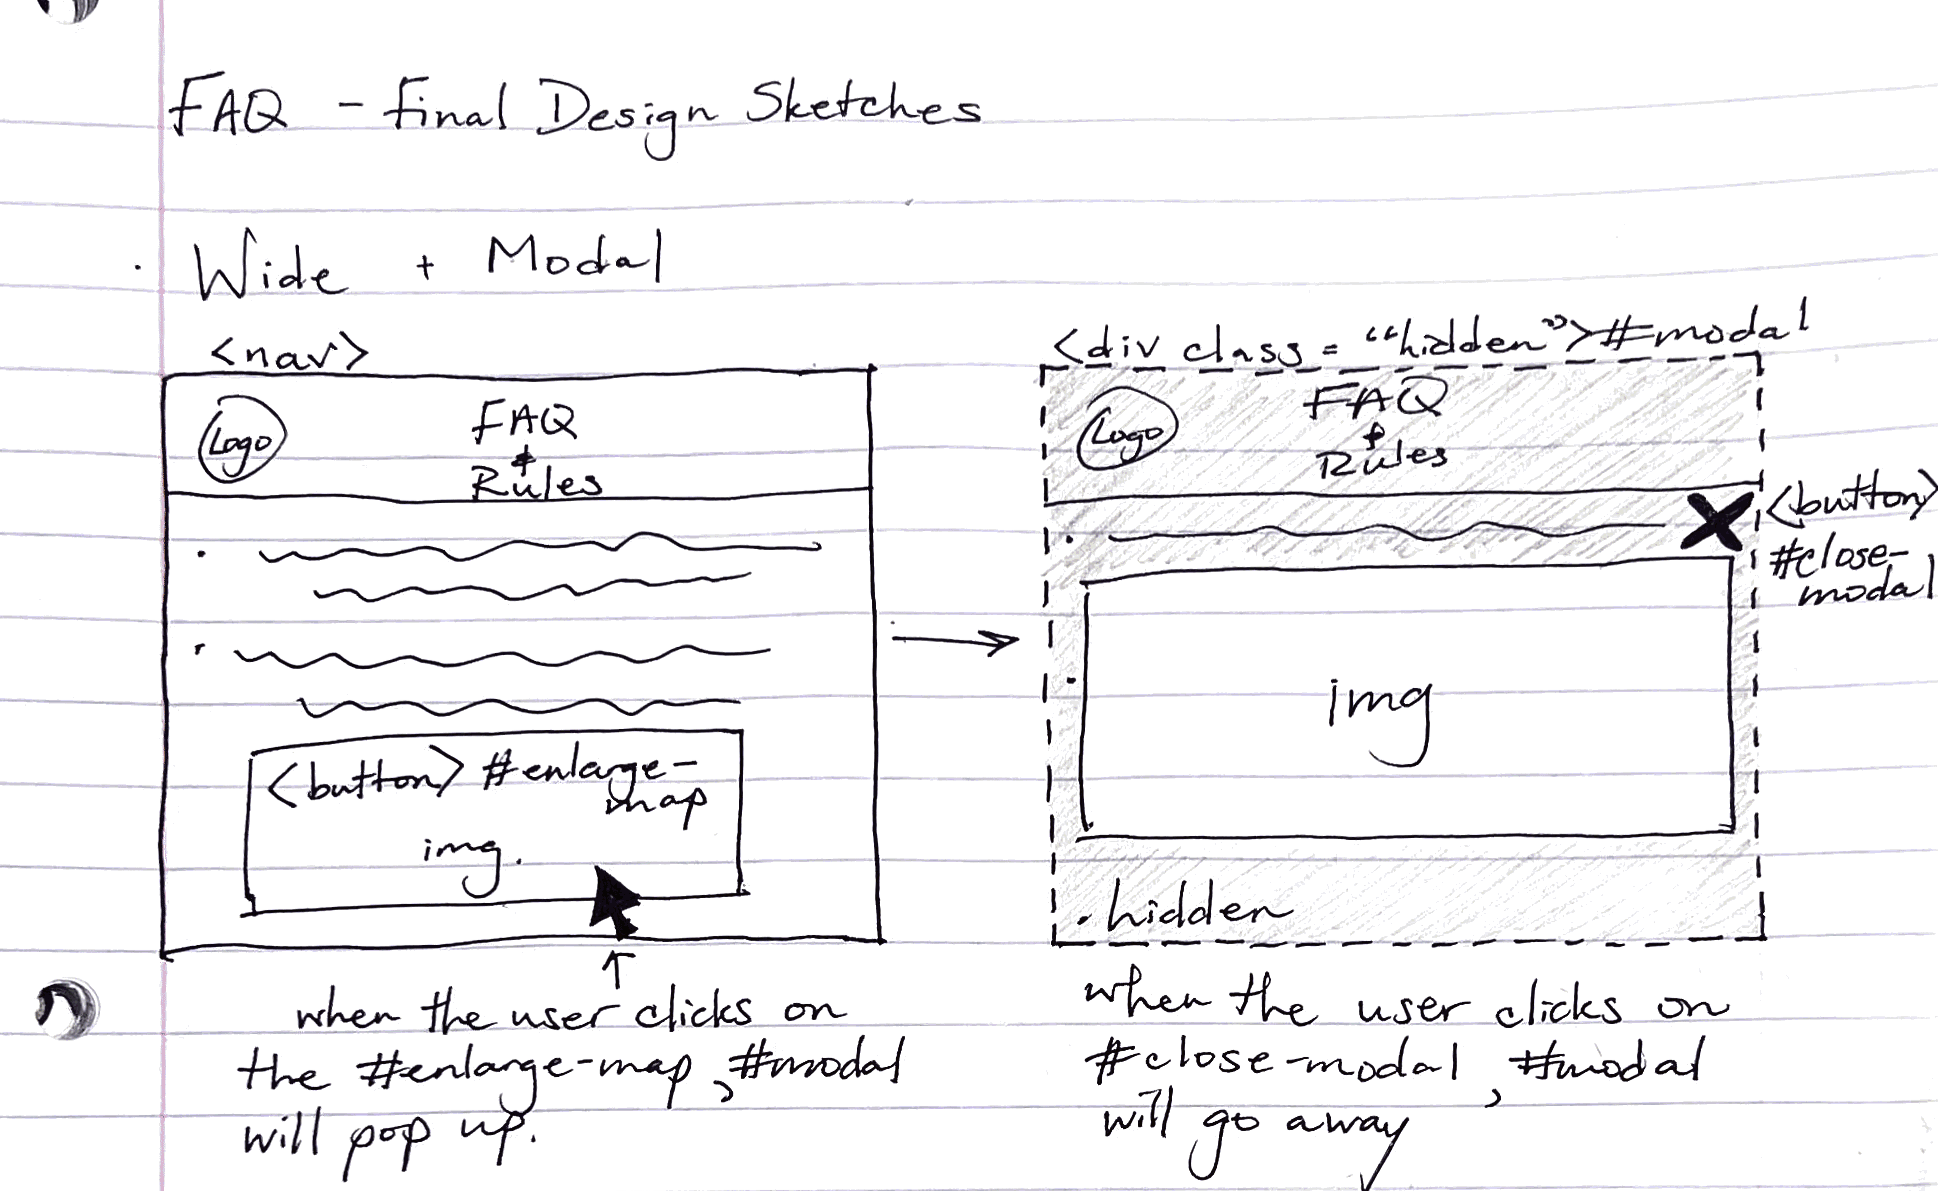 FAQ - Final Design Sketches
Wide + Modal
<nav>
Logo
FAQ
&
Rules
<button> #enlarge-
map
img.
when the user clicks on
the #enlarge-map, #modal
will pop up.
<div class = "hidden"> #modal
Logo
FAQ
&
Rules
<button>
#close-
modal
img
.hidden
when the user clicks on
#close-modal, #modal
will go away